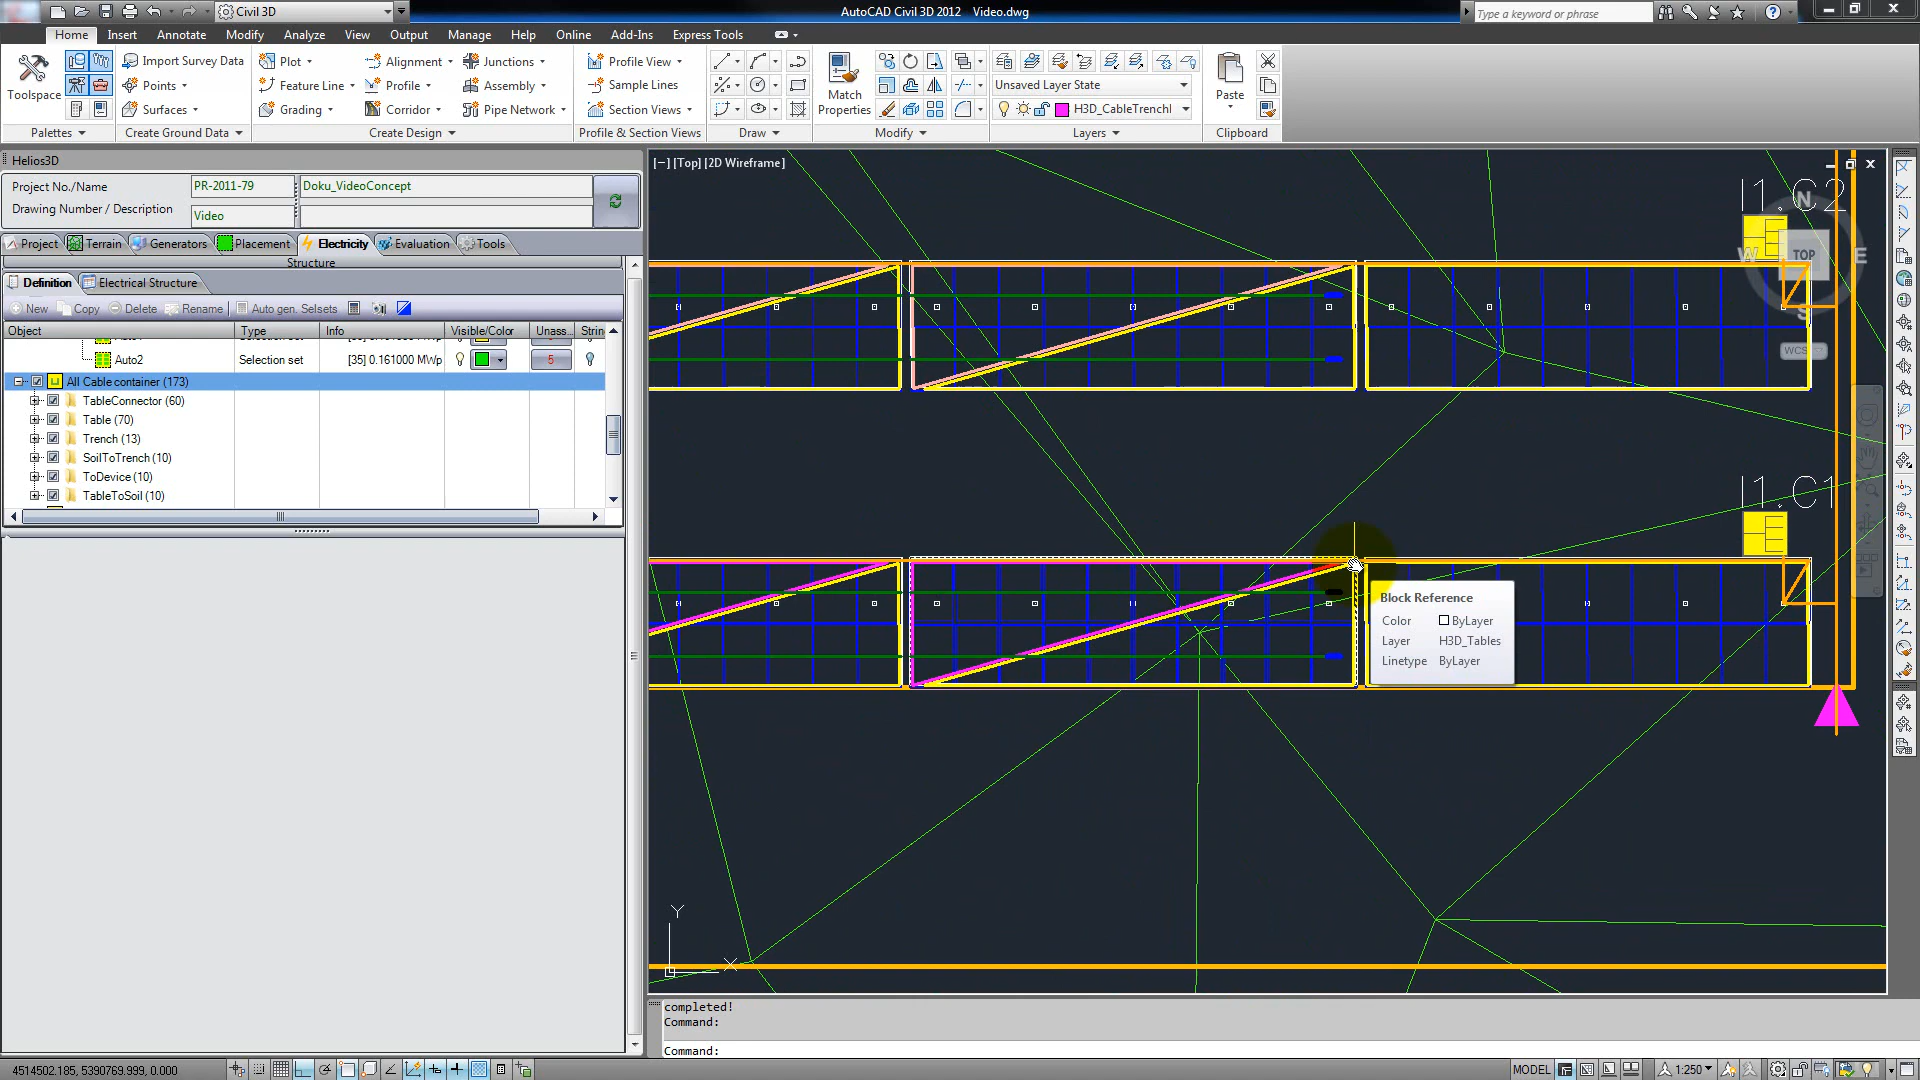 Civil 3D
AutoCAD Civil 3D 2012 Video.dwg
Type a keyword or phrase
Home Insert Annotate Modify Analyze View Output Manage Help Online Add-Ins Express Tools
Toolspace
Import Survey Data
Points
Surfaces
Plot
Feature Line
Grading
Alignment
Profile
Corridor
Junctions
Assembly
Pipe Network
Profile View
Sample Lines
Section Views
Match
Properties
Unsaved Layer State
H3D_CableTrenchI
Paste
Palettes Create Ground Data Create Design Profile & Section Views Draw Modify Layers Clipboard
Helios3D
Project No./Name PR-2011-79 Doku_VideoConcept
Drawing Number / Description Video
Project Terrain Generators Placement Electricity Evaluation Tools
Structure
Definition Electrical Structure
New Copy Delete Rename Auto gen. Selsets
Object Type Info Visible/Color Unass... Strin
Auto2 Selection set [35] 0.161000 MWp 5
All Cable container (173)
TableConnector (60)
Table (70)
Trench (13)
SoilToTrench (10)
ToDevice (10)
TableToSoil (10)
[−] [Top] [2D Wireframe]
I1.C2
N
W TOP E
S
WCS
I1.C1
Block Reference
Color ByLayer
Layer H3D_Tables
Linetype ByLayer
Y
X
completed!
Command:
Command:
4514502.185, 5390769.999, 0.000
MODEL
1:250